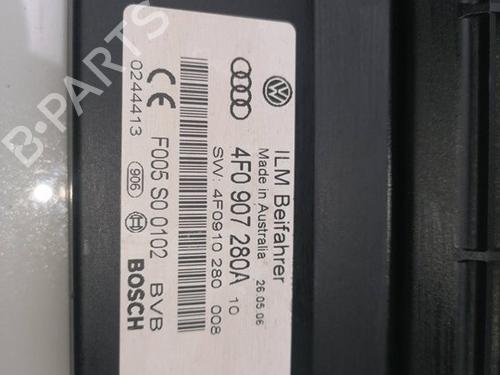 ILM Beifahrer
Made in Australia
26.05.06
4F0 907 280A
10
SW: 4F0910 280 008
F005 S0 0102 BVB
0244413
906
BOSCH
B-PARTS